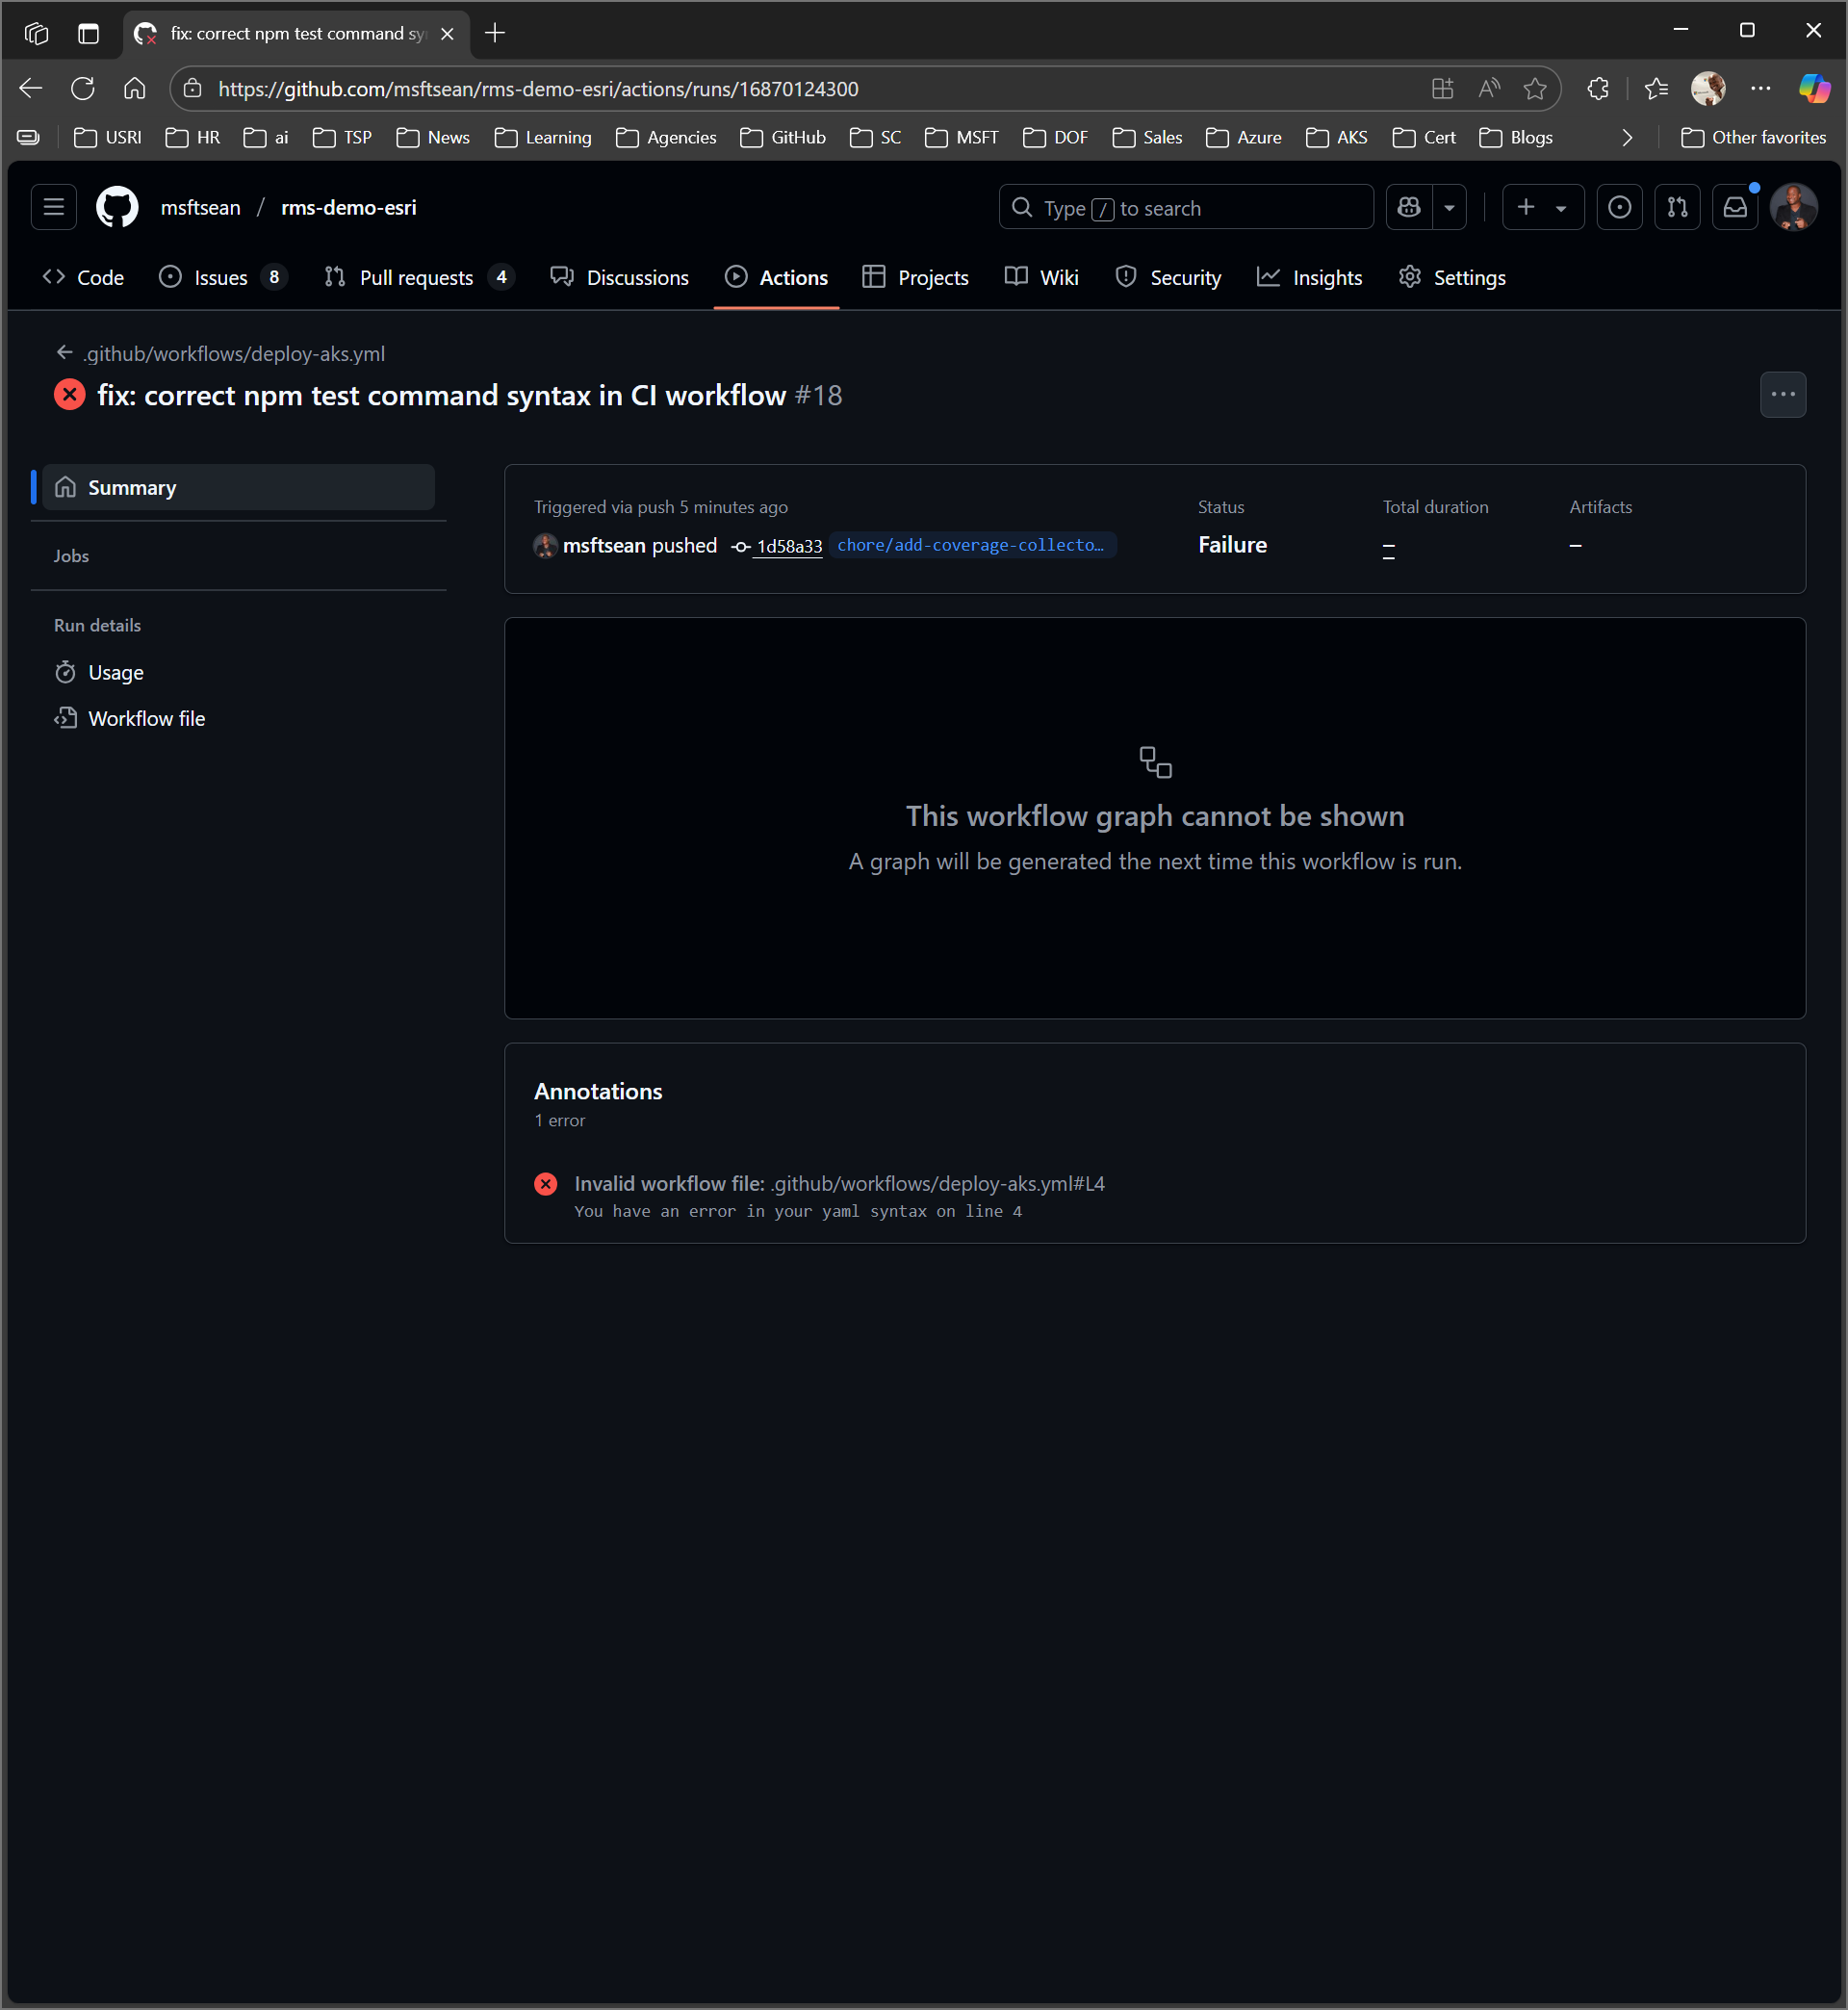 fix: correct npm test command sy
https://github.com/msftsean/rms-demo-esri/actions/runs/16870124300
USRI HR ai TSP News Learning Agencies GitHub SC MSFT DOF Sales Azure AKS Cert Blogs Other favorites
msftsean / rms-demo-esri
Type / to search
Code Issues 8 Pull requests 4 Discussions Actions Projects Wiki Security Insights Settings
.github/workflows/deploy-aks.yml
fix: correct npm test command syntax in CI workflow #18
Summary
Jobs
Run details
Usage
Workflow file
Triggered via push 5 minutes ago
msftsean pushed 1d58a33 chore/add-coverage-collecto…
Status
Failure
Total duration
–
Artifacts
–
This workflow graph cannot be shown
A graph will be generated the next time this workflow is run.
Annotations
1 error
Invalid workflow file: .github/workflows/deploy-aks.yml#L4
You have an error in your yaml syntax on line 4